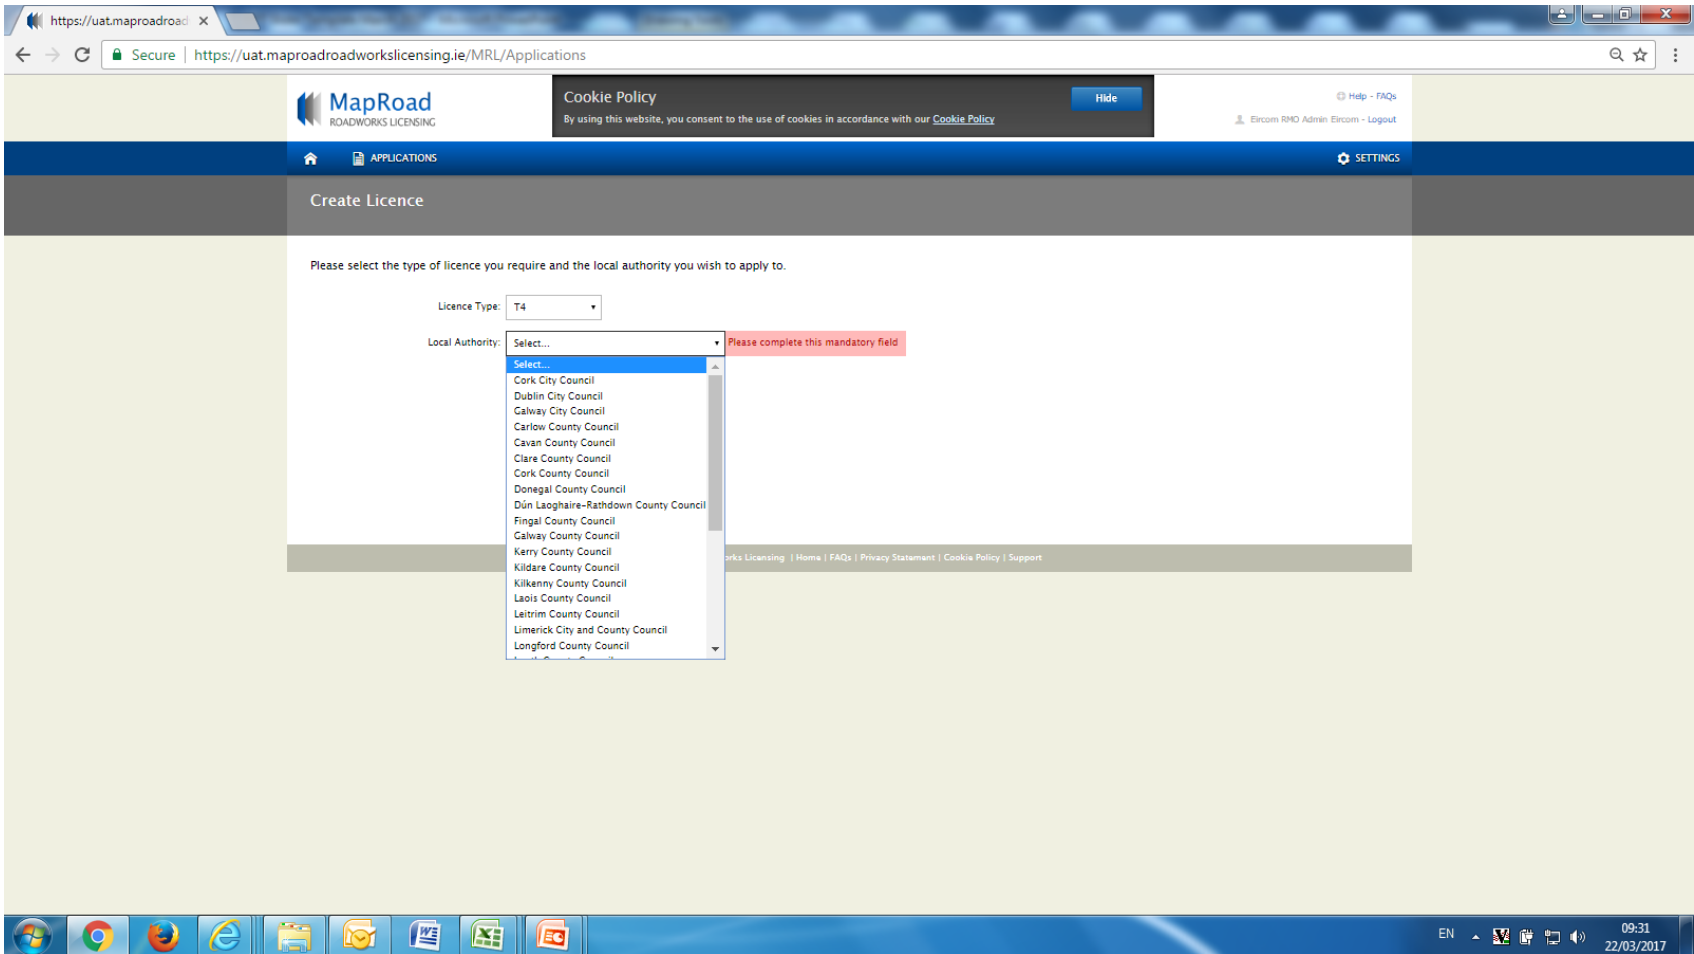 https://uat.maproadroad
Secure | https://uat.maproadroadworkslicensing.ie/MRL/Applications
MapRoad
ROADWORKS LICENSING
Cookie Policy
By using this website, you consent to the use of cookies in accordance with our Cookie Policy
Hide
Help - FAQs
Eircom RMO Admin Eircom - Logout
APPLICATIONS
SETTINGS
Create Licence
Please select the type of licence you require and the local authority you wish to apply to.
Licence Type: T4
Local Authority: Select... Please complete this mandatory field
Select...
Cork City Council
Dublin City Council
Galway City Council
Carlow County Council
Cavan County Council
Clare County Council
Cork County Council
Donegal County Council
Dún Laoghaire-Rathdown County Council
Fingal County Council
Galway County Council
Kerry County Council
Kildare County Council
Kilkenny County Council
Laois County Council
Leitrim County Council
Limerick City and County Council
Longford County Council
Licensing | Home | FAQs | Privacy Statement | Cookie Policy | Support
EN
09:31
22/03/2017